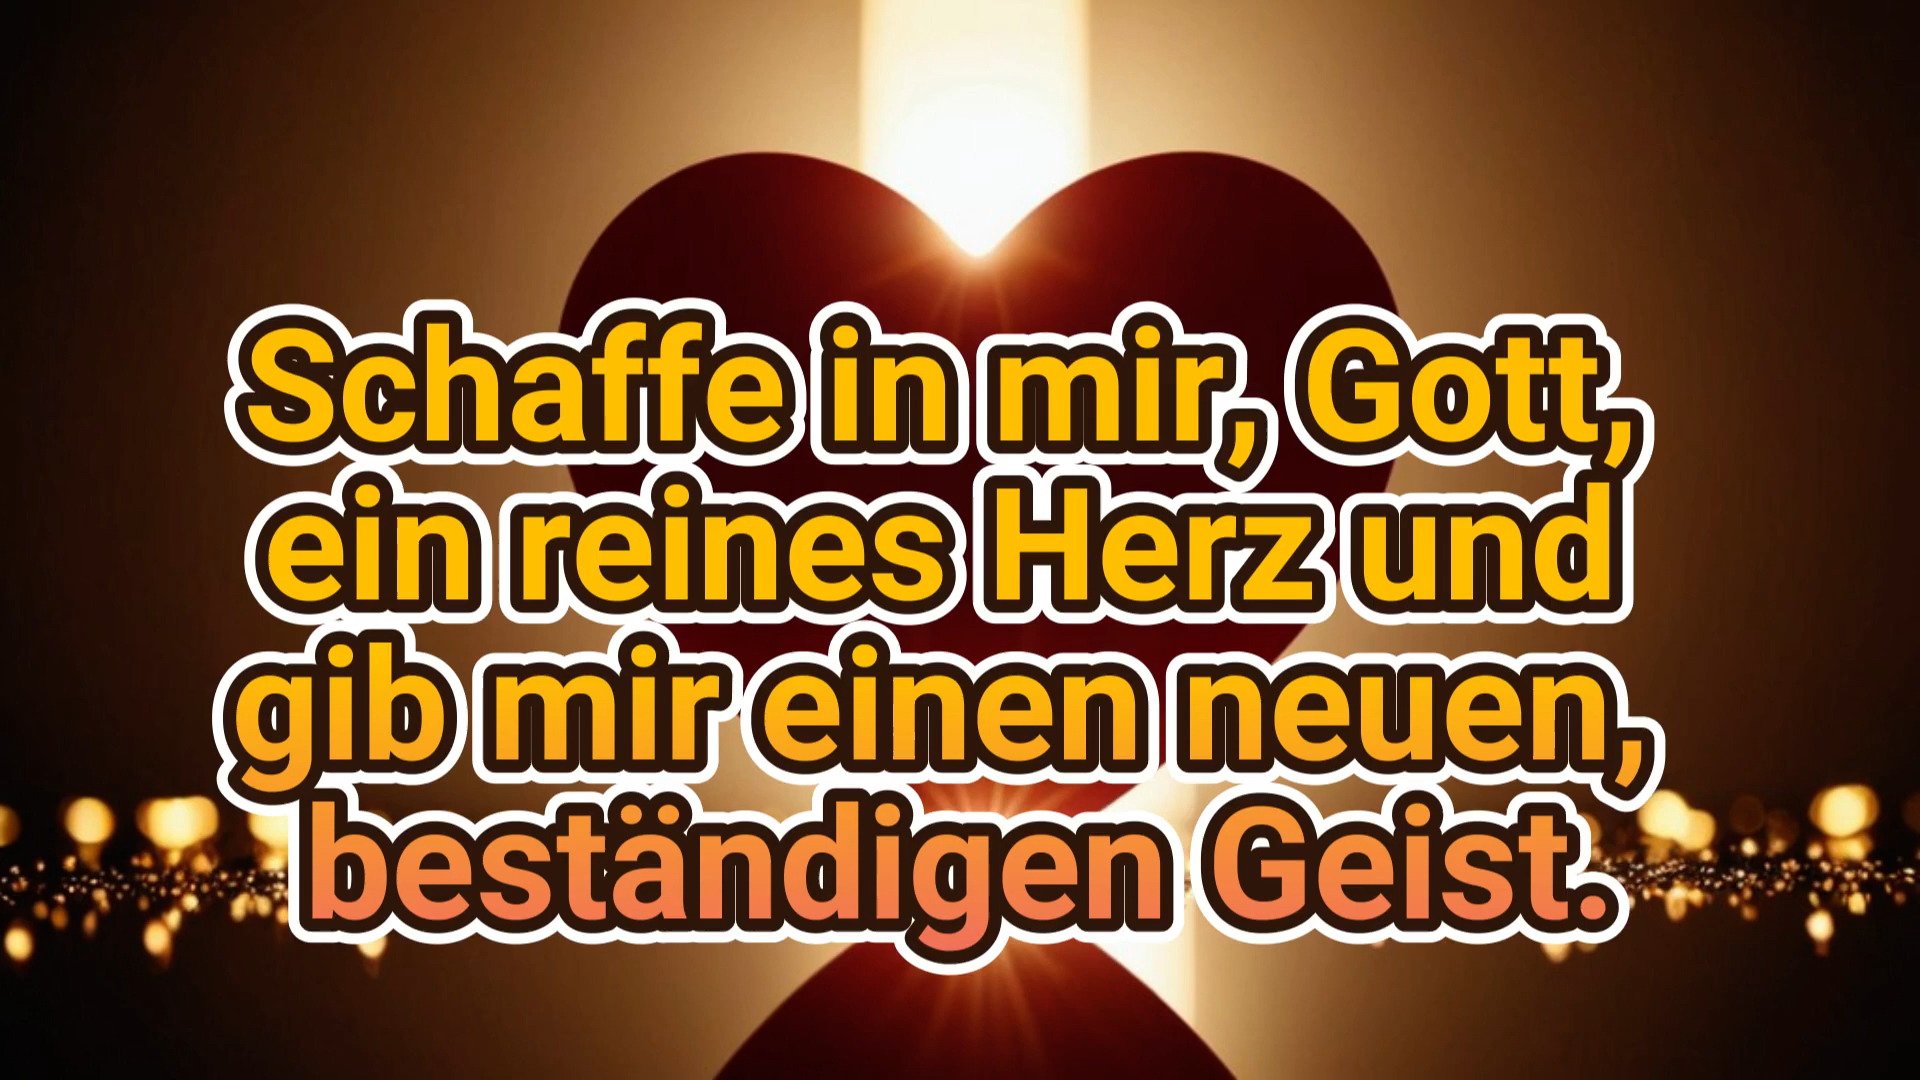 Schaffe in mir, Gott,
ein reines Herz und
gib mir einen neuen,
beständigen Geist.